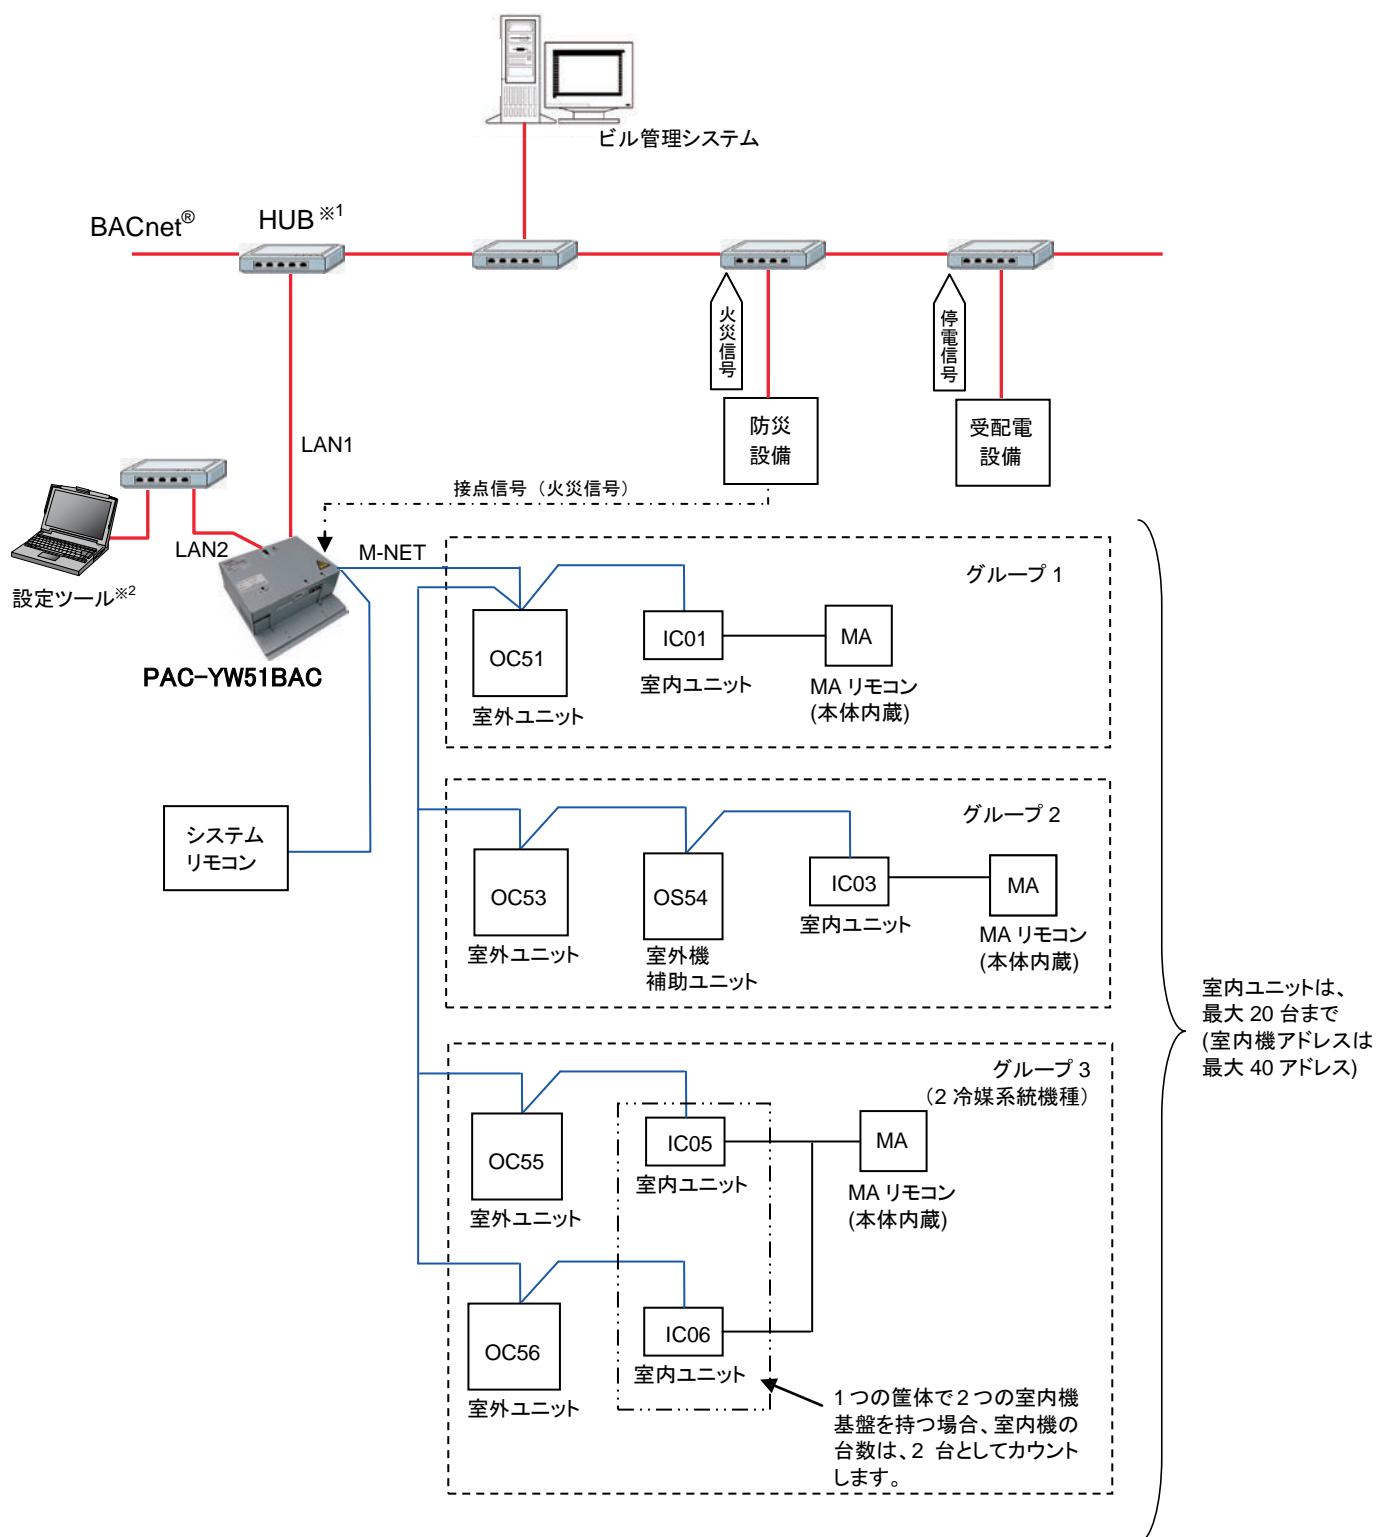 ビル管理システム
BACnet®
HUB ※1
火災信号
停電信号
防災
設備
受配電
設備
LAN1
接点信号（火災信号）
LAN2
M-NET
設定ツール※2
PAC-YW51BAC
グループ 1
OC51
室外ユニット
IC01
室内ユニット
MA
MA リモコン
(本体内蔵)
システム
リモコン
グループ 2
OC53
室外ユニット
OS54
室外機
補助ユニット
IC03
室内ユニット
MA
MA リモコン
(本体内蔵)
室内ユニットは、
最大 20 台まで
(室内機アドレスは
最大 40 アドレス)
グループ 3
（2 冷媒系統機種）
OC55
室外ユニット
IC05
室内ユニット
MA
MA リモコン
(本体内蔵)
OC56
室外ユニット
IC06
室内ユニット
1 つの筐体で 2 つの室内機
基盤を持つ場合、室内機の
台数は、2 台としてカウント
します。